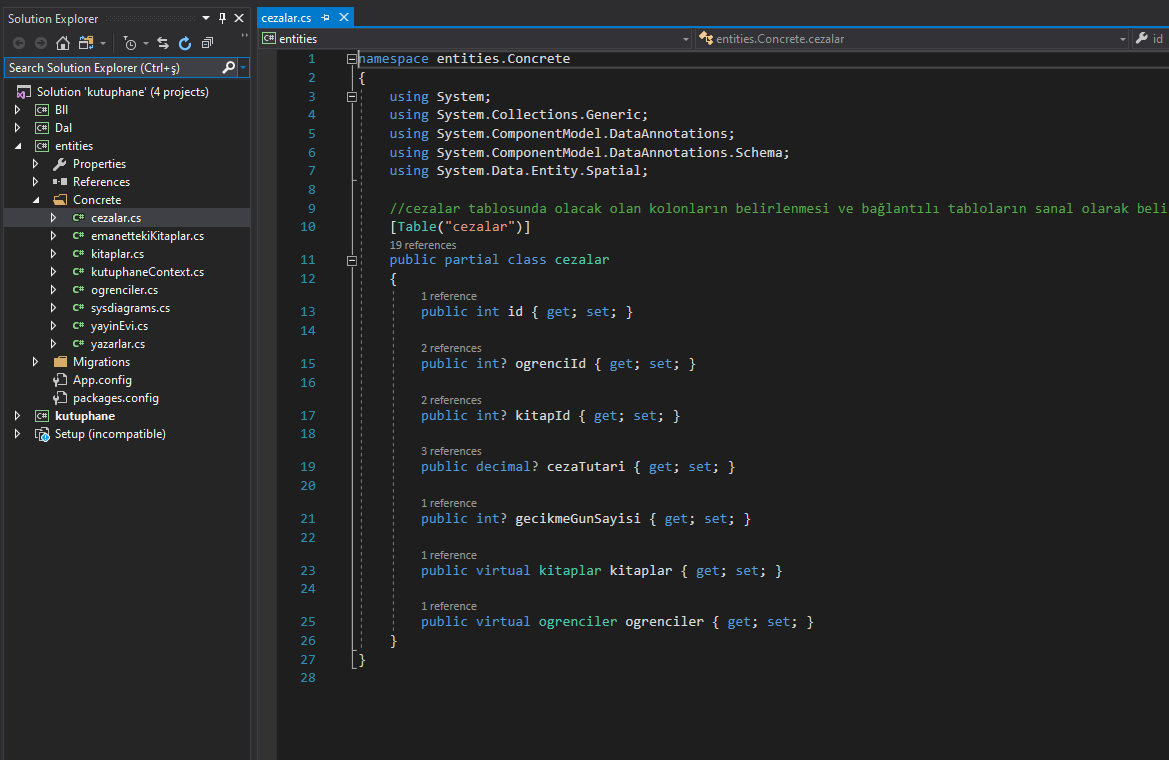 Solution Explorer
Search Solution Explorer (Ctrl+ş)
Solution 'kutuphane' (4 projects)
C# Bll
C# Dal
C# entities
Properties
References
Concrete
C# cezalar.cs
C# emanettekiKitaplar.cs
C# kitaplar.cs
C# kutuphaneContext.cs
C# ogrenciler.cs
C# sysdiagrams.cs
C# yayinEvi.cs
C# yazarlar.cs
Migrations
App.config
packages.config
C# kutuphane
Setup (incompatible)
cezalar.cs
C# entities
entities.Concrete.cezalar
id
1 namespace entities.Concrete
2 {
3 using System;
4 using System.Collections.Generic;
5 using System.ComponentModel.DataAnnotations;
6 using System.ComponentModel.DataAnnotations.Schema;
7 using System.Data.Entity.Spatial;
8
9 //cezalar tablosunda olacak olan kolonların belirlenmesi ve bağlantılı tabloların sanal olarak beli
10 [Table("cezalar")]
19 references
11 public partial class cezalar
12 {
1 reference
13 public int id { get; set; }
14
2 references
15 public int? ogrenciId { get; set; }
16
2 references
17 public int? kitapId { get; set; }
18
3 references
19 public decimal? cezaTutari { get; set; }
20
1 reference
21 public int? gecikmeGunSayisi { get; set; }
22
1 reference
23 public virtual kitaplar kitaplar { get; set; }
24
1 reference
25 public virtual ogrenciler ogrenciler { get; set; }
26 }
27 }
28